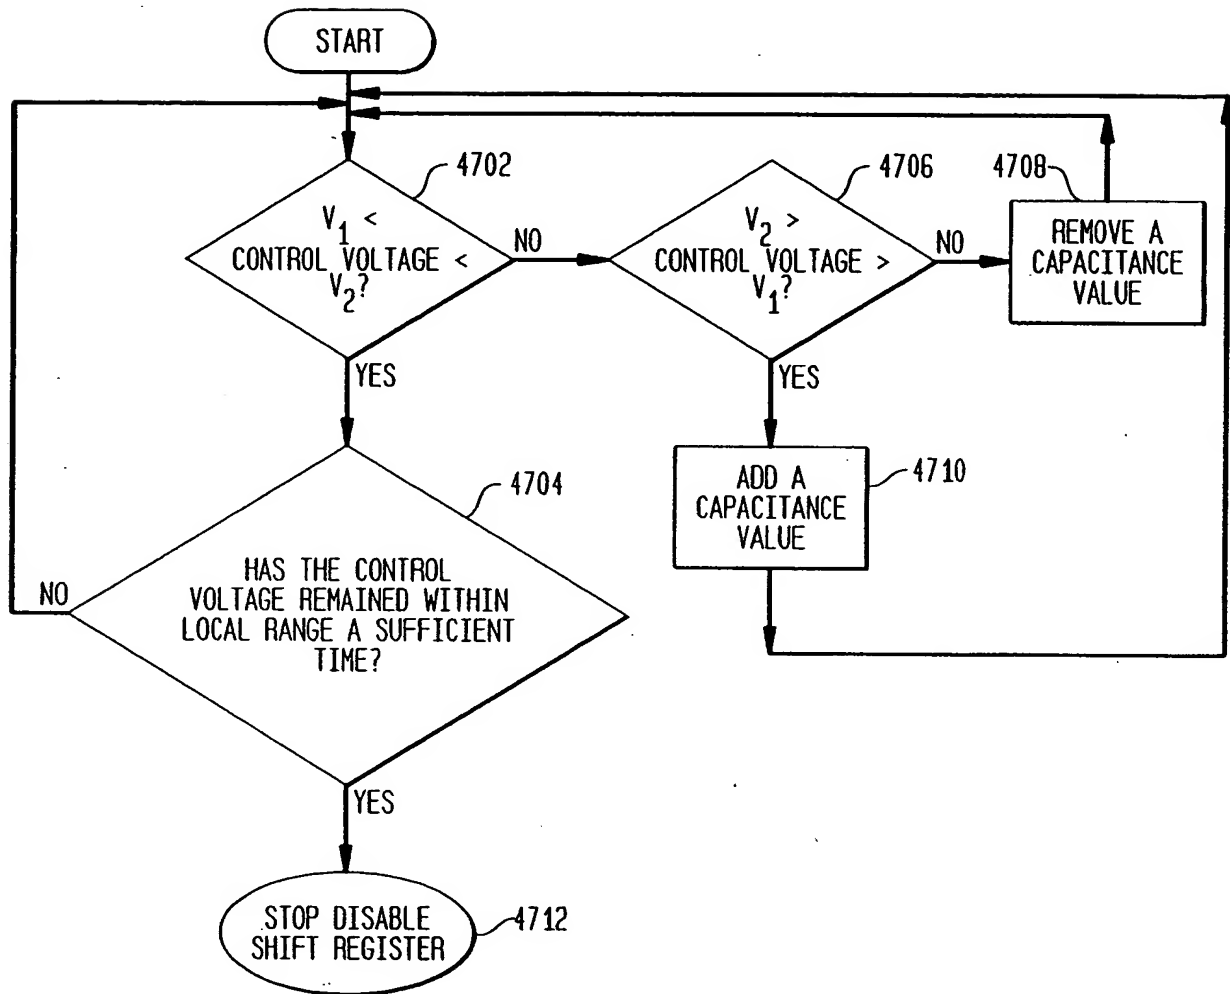 START
4702
V1 <
CONTROL VOLTAGE <
V2?
NO
YES
4706
V2 >
CONTROL VOLTAGE >
V1?
NO
YES
4708
REMOVE A
CAPACITANCE
VALUE
ADD A
CAPACITANCE
VALUE
4710
4704
HAS THE CONTROL
VOLTAGE REMAINED WITHIN
LOCAL RANGE A SUFFICIENT
TIME?
NO
YES
STOP DISABLE
SHIFT REGISTER
4712